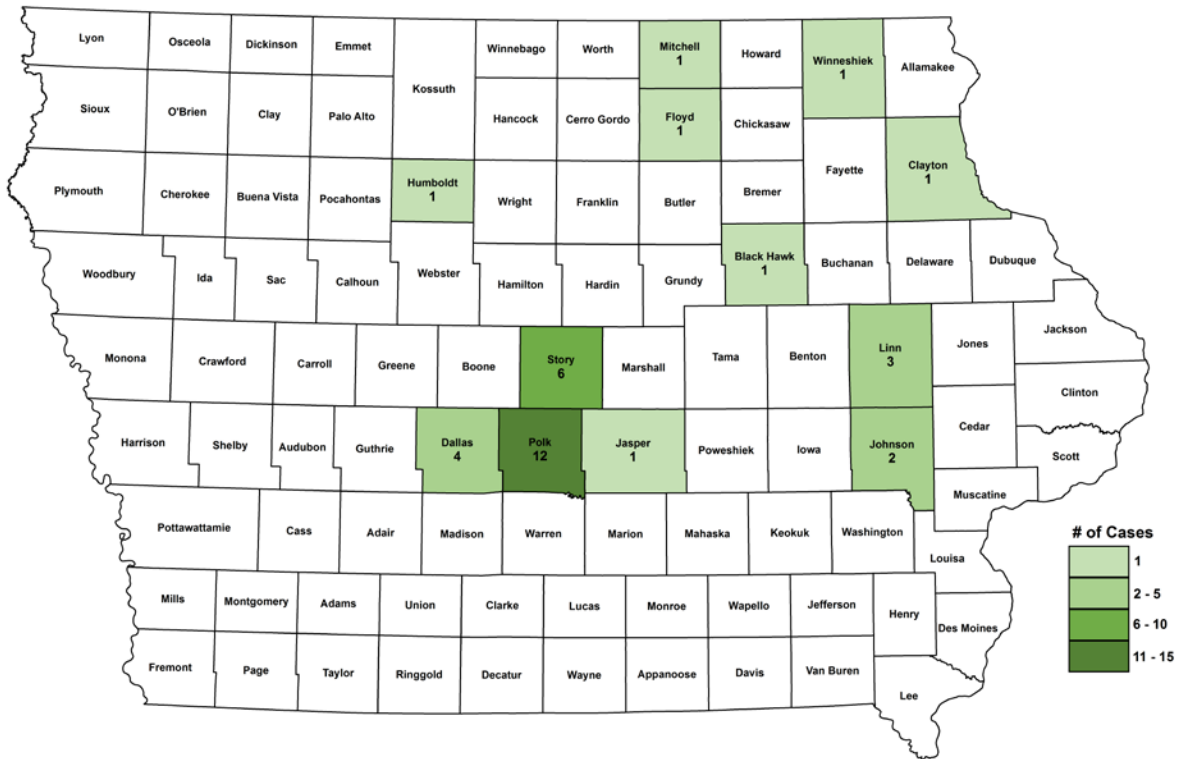 Lyon
Osceola
Dickinson
Emmet
Kossuth
Winnebago
Worth
Mitchell
1
Howard
Winneshiek
1
Allamakee
Sioux
O'Brien
Clay
Palo Alto
Hancock
Cerro Gordo
Floyd
1
Chickasaw
Fayette
Clayton
1
Plymouth
Cherokee
Buena Vista
Pocahontas
Humboldt
1
Wright
Franklin
Butler
Bremer
Woodbury
Ida
Sac
Calhoun
Webster
Hamilton
Hardin
Grundy
Black Hawk
1
Buchanan
Delaware
Dubuque
Monona
Crawford
Carroll
Greene
Boone
Story
6
Marshall
Tama
Benton
Linn
3
Jones
Jackson
Clinton
Harrison
Shelby
Audubon
Guthrie
Dallas
4
Polk
12
Jasper
1
Poweshiek
Iowa
Johnson
2
Cedar
Scott
Muscatine
Pottawattamie
Cass
Adair
Madison
Warren
Marion
Mahaska
Keokuk
Washington
Louisa
Mills
Montgomery
Adams
Union
Clarke
Lucas
Monroe
Wapello
Jefferson
Henry
Des Moines
Fremont
Page
Taylor
Ringgold
Decatur
Wayne
Appanoose
Davis
Van Buren
Lee
# of Cases
1
2 - 5
6 - 10
11 - 15